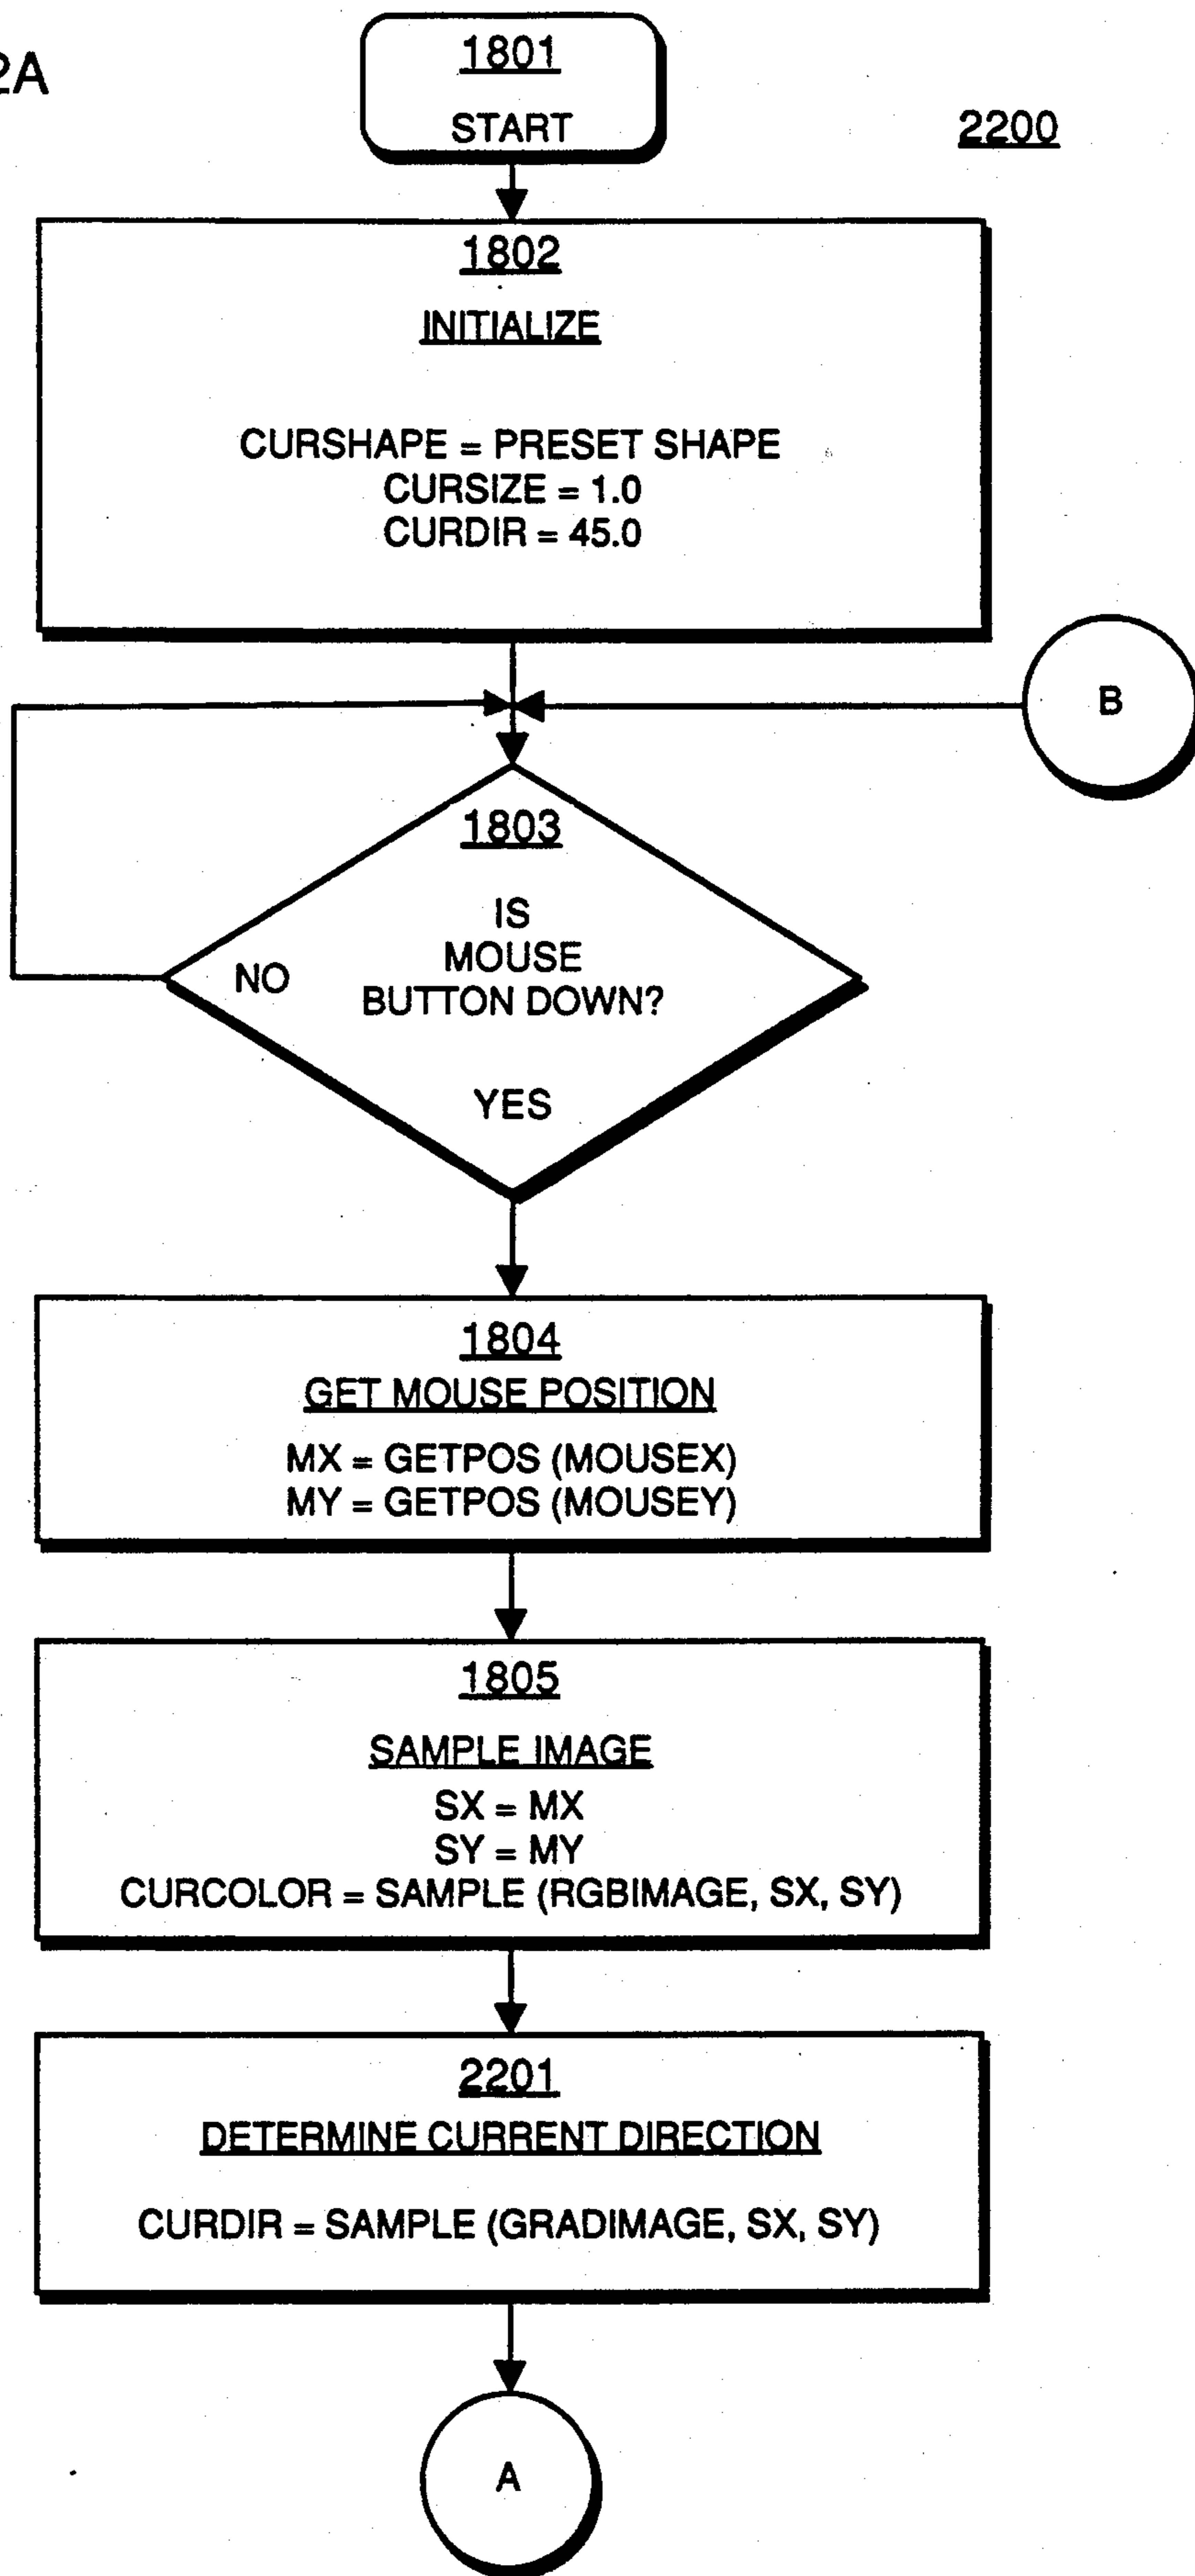 2A
1801
START
2200
1802
INITIALIZE
CURSHAPE = PRESET SHAPE
CURSIZE = 1.0
CURDIR = 45.0
B
1803
IS
MOUSE
BUTTON DOWN?
NO
YES
1804
GET MOUSE POSITION
MX = GETPOS (MOUSEX)
MY = GETPOS (MOUSEY)
1805
SAMPLE IMAGE
SX = MX
SY = MY
CURCOLOR = SAMPLE (RGBIMAGE, SX, SY)
2201
DETERMINE CURRENT DIRECTION
CURDIR = SAMPLE (GRADIMAGE, SX, SY)
A